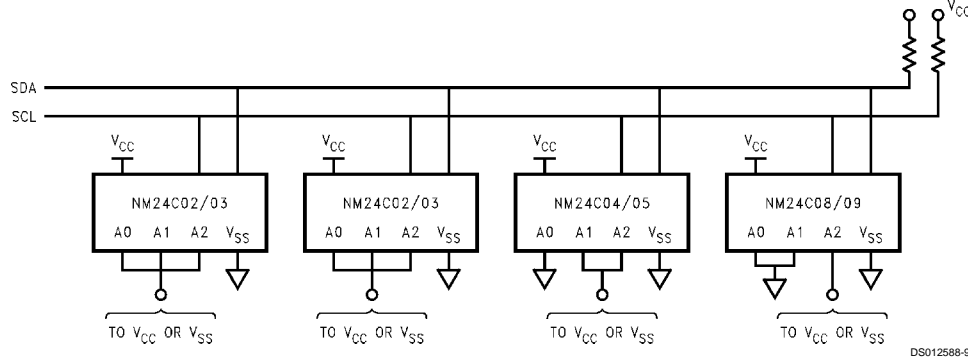 VCC
SDA
SCL
VCC VCC VCC VCC
NM24C02/03 NM24C02/03 NM24C04/05 NM24C08/09
A0 A1 A2 VSS A0 A1 A2 VSS A0 A1 A2 VSS A0 A1 A2 VSS
TO VCC OR VSS TO VCC OR VSS TO VCC OR VSS TO VCC OR VSS
DS012588-9